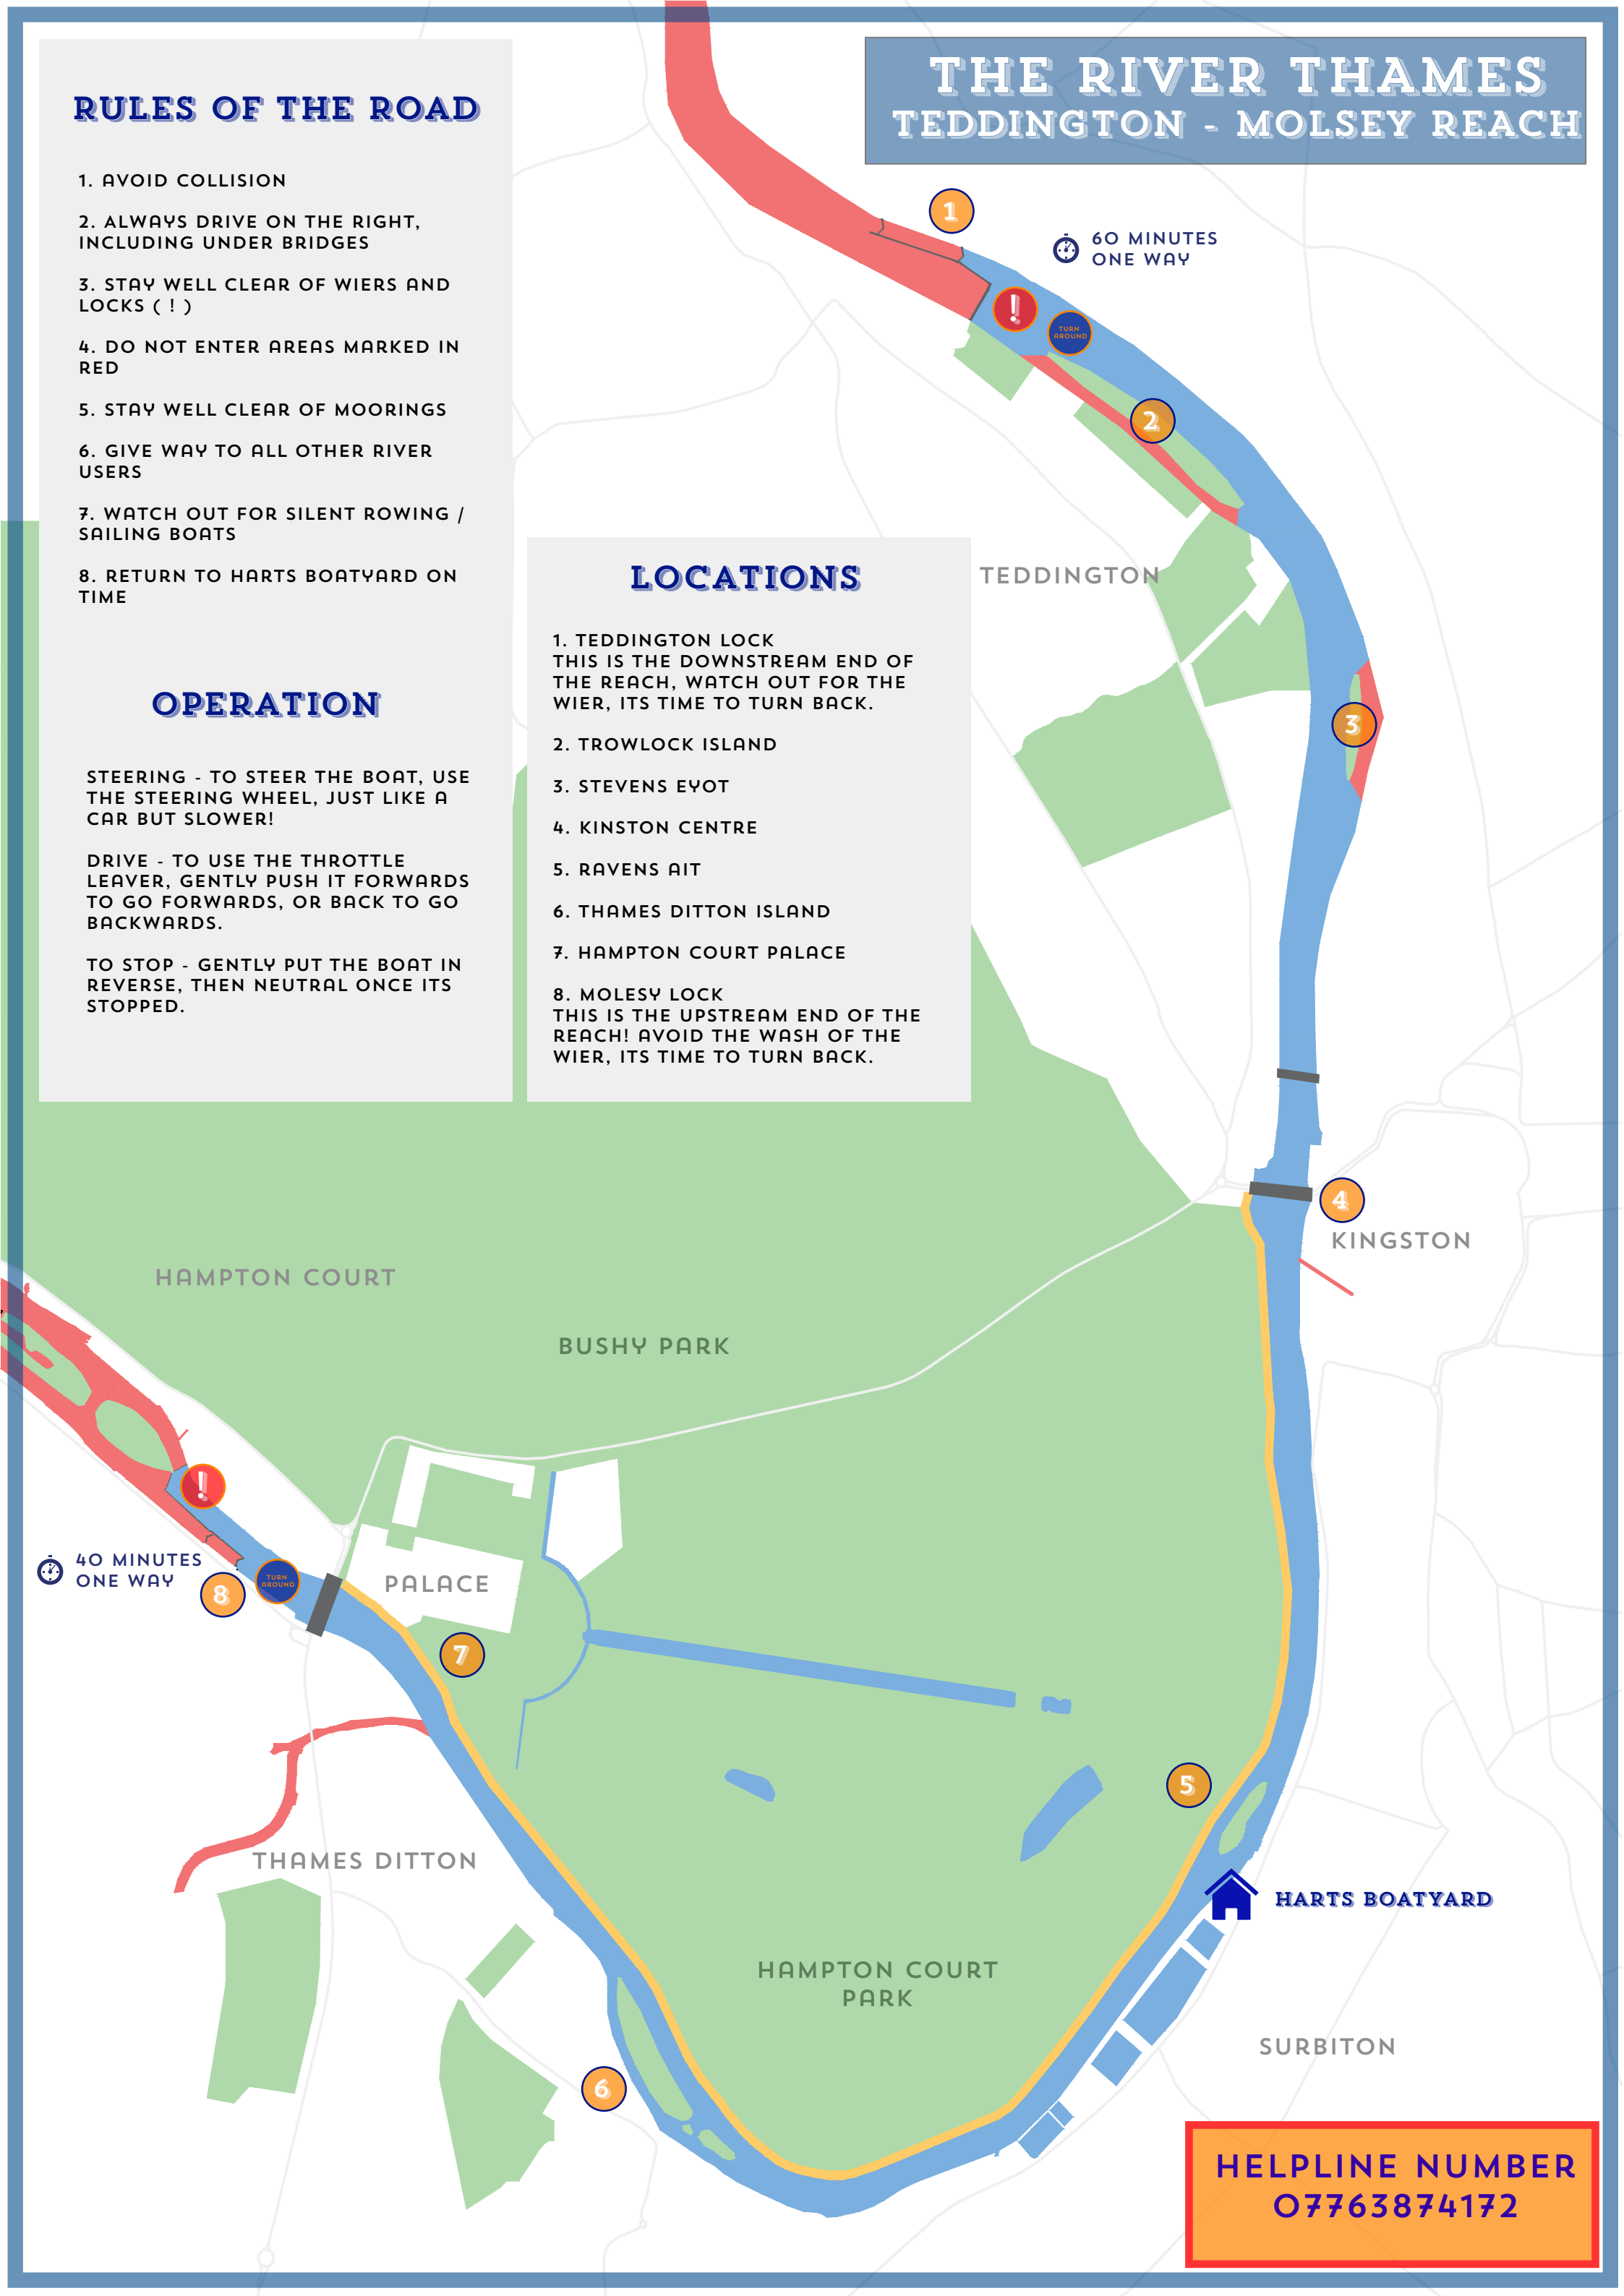 THE RIVER THAMES
TEDDINGTON - MOLSEY REACH
RULES OF THE ROAD
1. AVOID COLLISION
2. ALWAYS DRIVE ON THE RIGHT,
INCLUDING UNDER BRIDGES
3. STAY WELL CLEAR OF WIERS AND
LOCKS ( ! )
4. DO NOT ENTER AREAS MARKED IN
RED
5. STAY WELL CLEAR OF MOORINGS
6. GIVE WAY TO ALL OTHER RIVER
USERS
7. WATCH OUT FOR SILENT ROWING /
SAILING BOATS
8. RETURN TO HARTS BOATYARD ON
TIME
OPERATION
STEERING - TO STEER THE BOAT, USE
THE STEERING WHEEL, JUST LIKE A
CAR BUT SLOWER!
DRIVE - TO USE THE THROTTLE
LEAVER, GENTLY PUSH IT FORWARDS
TO GO FORWARDS, OR BACK TO GO
BACKWARDS.
TO STOP - GENTLY PUT THE BOAT IN
REVERSE, THEN NEUTRAL ONCE ITS
STOPPED.
LOCATIONS
1. TEDDINGTON LOCK
THIS IS THE DOWNSTREAM END OF
THE REACH, WATCH OUT FOR THE
WIER, ITS TIME TO TURN BACK.
2. TROWLOCK ISLAND
3. STEVENS EYOT
4. KINSTON CENTRE
5. RAVENS AIT
6. THAMES DITTON ISLAND
7. HAMPTON COURT PALACE
8. MOLESY LOCK
THIS IS THE UPSTREAM END OF THE
REACH! AVOID THE WASH OF THE
WIER, ITS TIME TO TURN BACK.
1
60 MINUTES
ONE WAY
!
TURN
AROUND
2
TEDDINGTON
3
4
KINGSTON
HAMPTON COURT
BUSHY PARK
!
40 MINUTES
ONE WAY
TURN
AROUND
8
PALACE
7
5
THAMES DITTON
HARTS BOATYARD
HAMPTON COURT
PARK
SURBITON
6
HELPLINE NUMBER
07763874172